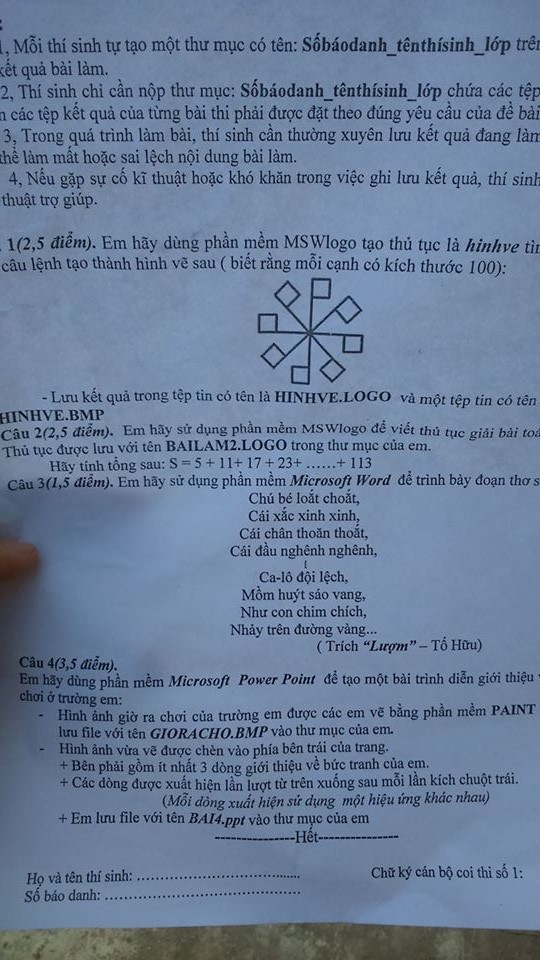 1, Mỗi thí sinh tự tạo một thư mục có tên: Sốbáodanh_tênthísinh_lớp trên
kết quả bài làm.
2, Thí sinh chỉ cần nộp thư mục: Sốbáodanh_tênthísinh_lớp chứa các tệp
các tệp kết quả của từng bài thi phải được đặt theo đúng yêu cầu của đề bài
3, Trong quá trình làm bài, thí sinh cần thường xuyên lưu kết quả đang làm
thể làm mất hoặc sai lệch nội dung bài làm.
4, Nếu gặp sự cố kĩ thuật hoặc khó khăn trong việc ghi lưu kết quả, thí sinh
thuật trợ giúp.
1(2,5 điểm). Em hãy dùng phần mềm MSWlogo tạo thủ tục là hinhve
câu lệnh tạo thành hình vẽ sau ( biết rằng mỗi cạnh có kích thước 100):
- Lưu kết quả trong tệp tin có tên là HINHVE.LOGO và một tệp tin có tên
HINHVE.BMP
Câu 2(2,5 điểm). Em hãy sử dụng phần mềm MSWlogo để viết thủ tục giải bài
Thủ tục được lưu với tên BAILAM2.LOGO trong thư mục của em.
Hãy tính tổng sau: S = 5 + 11+ 17 + 23+ ……+ 113
Câu 3(1,5 điểm). Em hãy sử dụng phần mềm Microsoft Word để trình bày đoạn thơ
Chú bé loắt choắt,
Cái xắc xinh xinh,
Cái chân thoăn thoắt,
Cái đầu nghênh nghênh,
Ca-lô đội lệch,
Mồm huýt sáo vang,
Như con chim chích,
Nhảy trên đường vàng...
( Trích “Lượm” – Tố Hữu)
Câu 4(3,5 điểm).
Em hãy dùng phần mềm Microsoft Power Point để tạo một bài trình diễn giới thiệu
chơi ở trường em:
- Hình ảnh giờ ra chơi của trường em được các em vẽ bằng phần mềm PAINT
lưu file với tên GIORACHO.BMP vào thư mục của em.
- Hình ảnh vừa vẽ được chèn vào phía bên trái của trang.
+ Bên phải gồm ít nhất 3 dòng giới thiệu về bức tranh của em.
+ Các dòng được xuất hiện lần lượt từ trên xuống sau mỗi lần kích chuột trái.
(Mỗi dòng xuất hiện sử dụng một hiệu ứng khác nhau)
+ Em lưu file với tên BAI4.ppt vào thư mục của em
----------------Hết----------------
Họ và tên thí sinh: ....................................... Chữ ký cán bộ coi thi số 1:
Số báo danh: .............................................